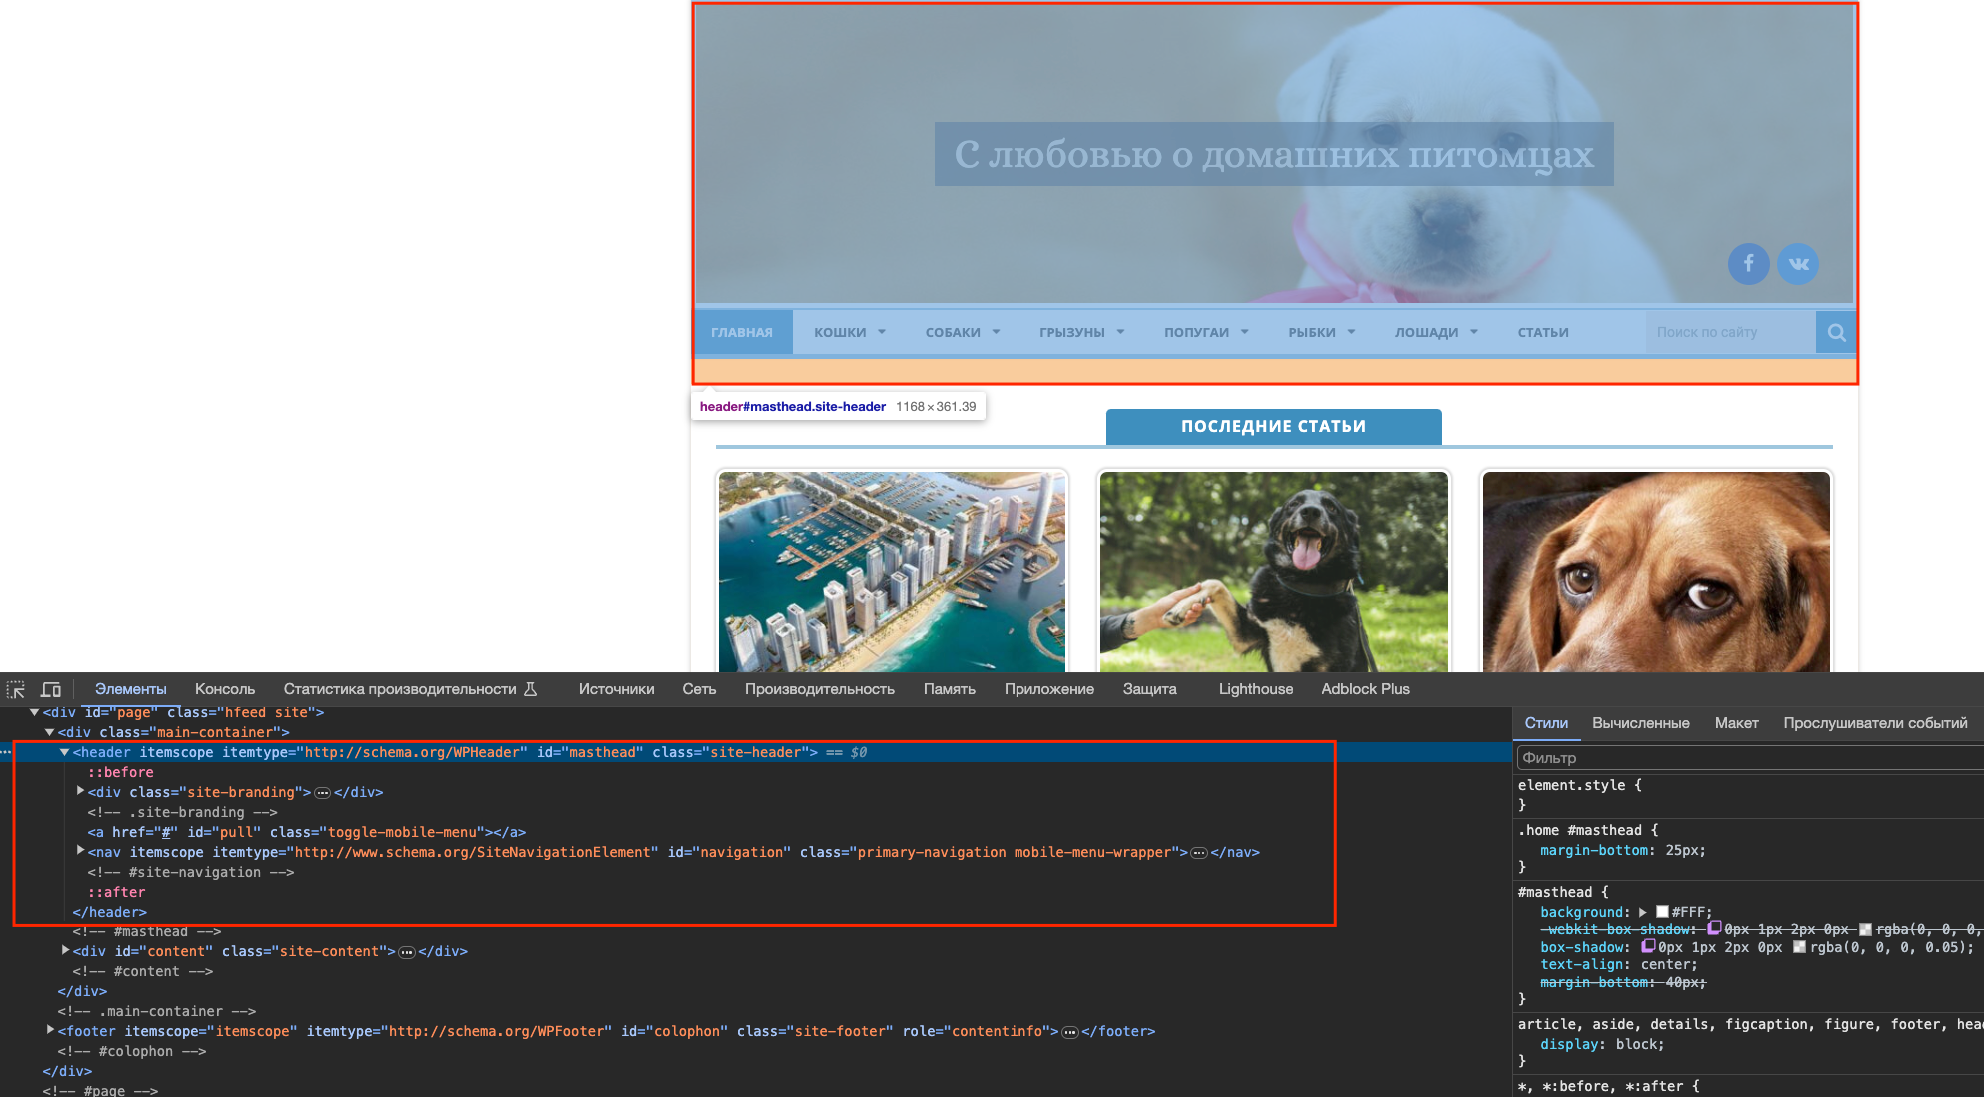 С любовью о домашних питомцах
ГЛАВНАЯ КОШКИ СОБАКИ ГРЫЗУНЫ ПОПУГАИ РЫБКИ ЛОШАДИ СТАТЬИ Поиск по сайту
header#masthead.site-header 1168×361.39
ПОСЛЕДНИЕ СТАТЬИ
Элементы Консоль Статистика производительности Источники Сеть Производительность Память Приложение Защита Lighthouse Adblock Plus
<div id="page" class="hfeed site">
<div class="main-container">
<header itemscope itemtype="http://schema.org/WPHeader" id="masthead" class="site-header"> == $0
::before
<div class="site-branding">…</div>
<!-- .site-branding -->
<a href="#" id="pull" class="toggle-mobile-menu"></a>
<nav itemscope itemtype="http://www.schema.org/SiteNavigationElement" id="navigation" class="primary-navigation mobile-menu-wrapper">…</nav>
<!-- #site-navigation -->
::after
</header>
<!-- #masthead -->
<div id="content" class="site-content">…</div>
<!-- #content -->
</div>
<!-- .main-container -->
<footer itemscope="itemscope" itemtype="http://schema.org/WPFooter" id="colophon" class="site-footer" role="contentinfo">…</footer>
<!-- #colophon -->
</div>
<!-- #page -->
Стили Вычисленные Макет Прослушиватели событий
Фильтр
element.style {
}
.home #masthead {
margin-bottom: 25px;
}
#masthead {
background: #FFF;
-webkit-box-shadow: 0px 1px 2px 0px rgba(0, 0, 0,
box-shadow: 0px 1px 2px 0px rgba(0, 0, 0, 0.05);
text-align: center;
margin-bottom: 40px;
}
article, aside, details, figcaption, figure, footer,
display: block;
}
*, *:before, *:after {